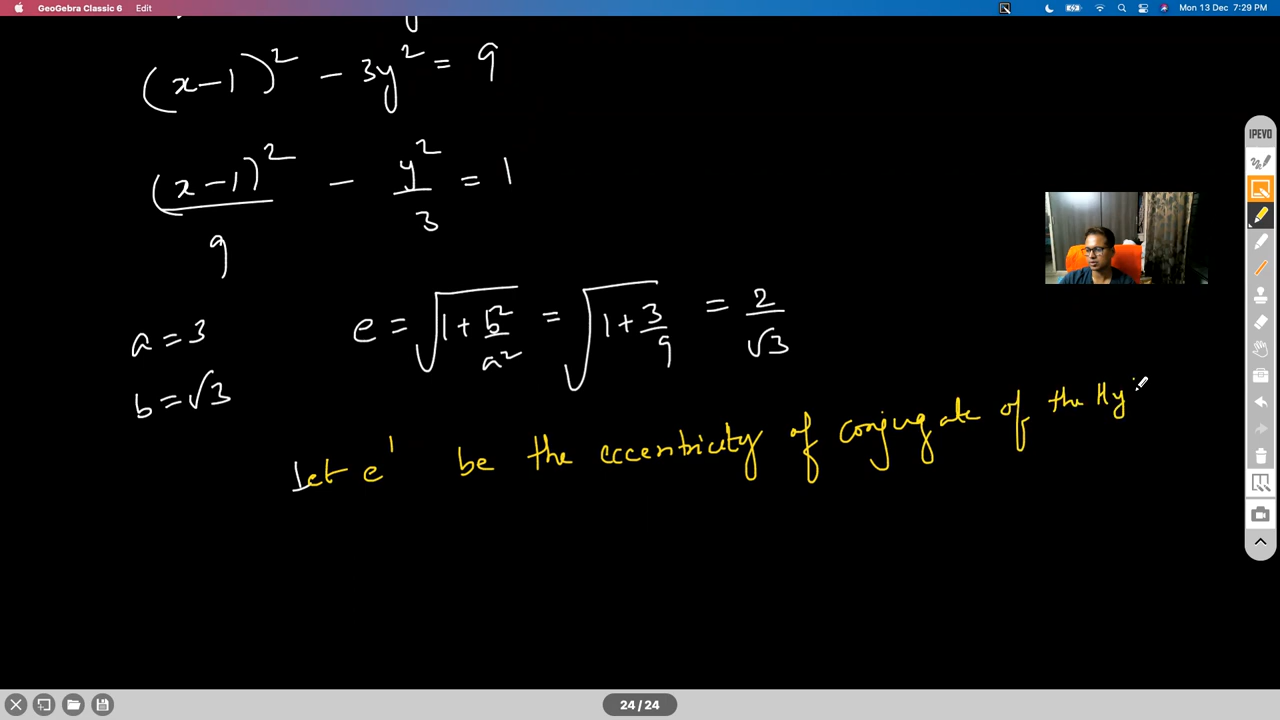 GeoGebra Classic 6 Edit Mon 13 Dec 7:29 PM
(x-1)² - 3y² = 9
(x-1)²/9 - y²/3 = 1
IPEVO
a = 3
b = √3
e = √(1 + b²/a²) = √(1 + 3/9) = 2/√3
Let e' be the eccentricity of conjugate of the Hy
24 / 24